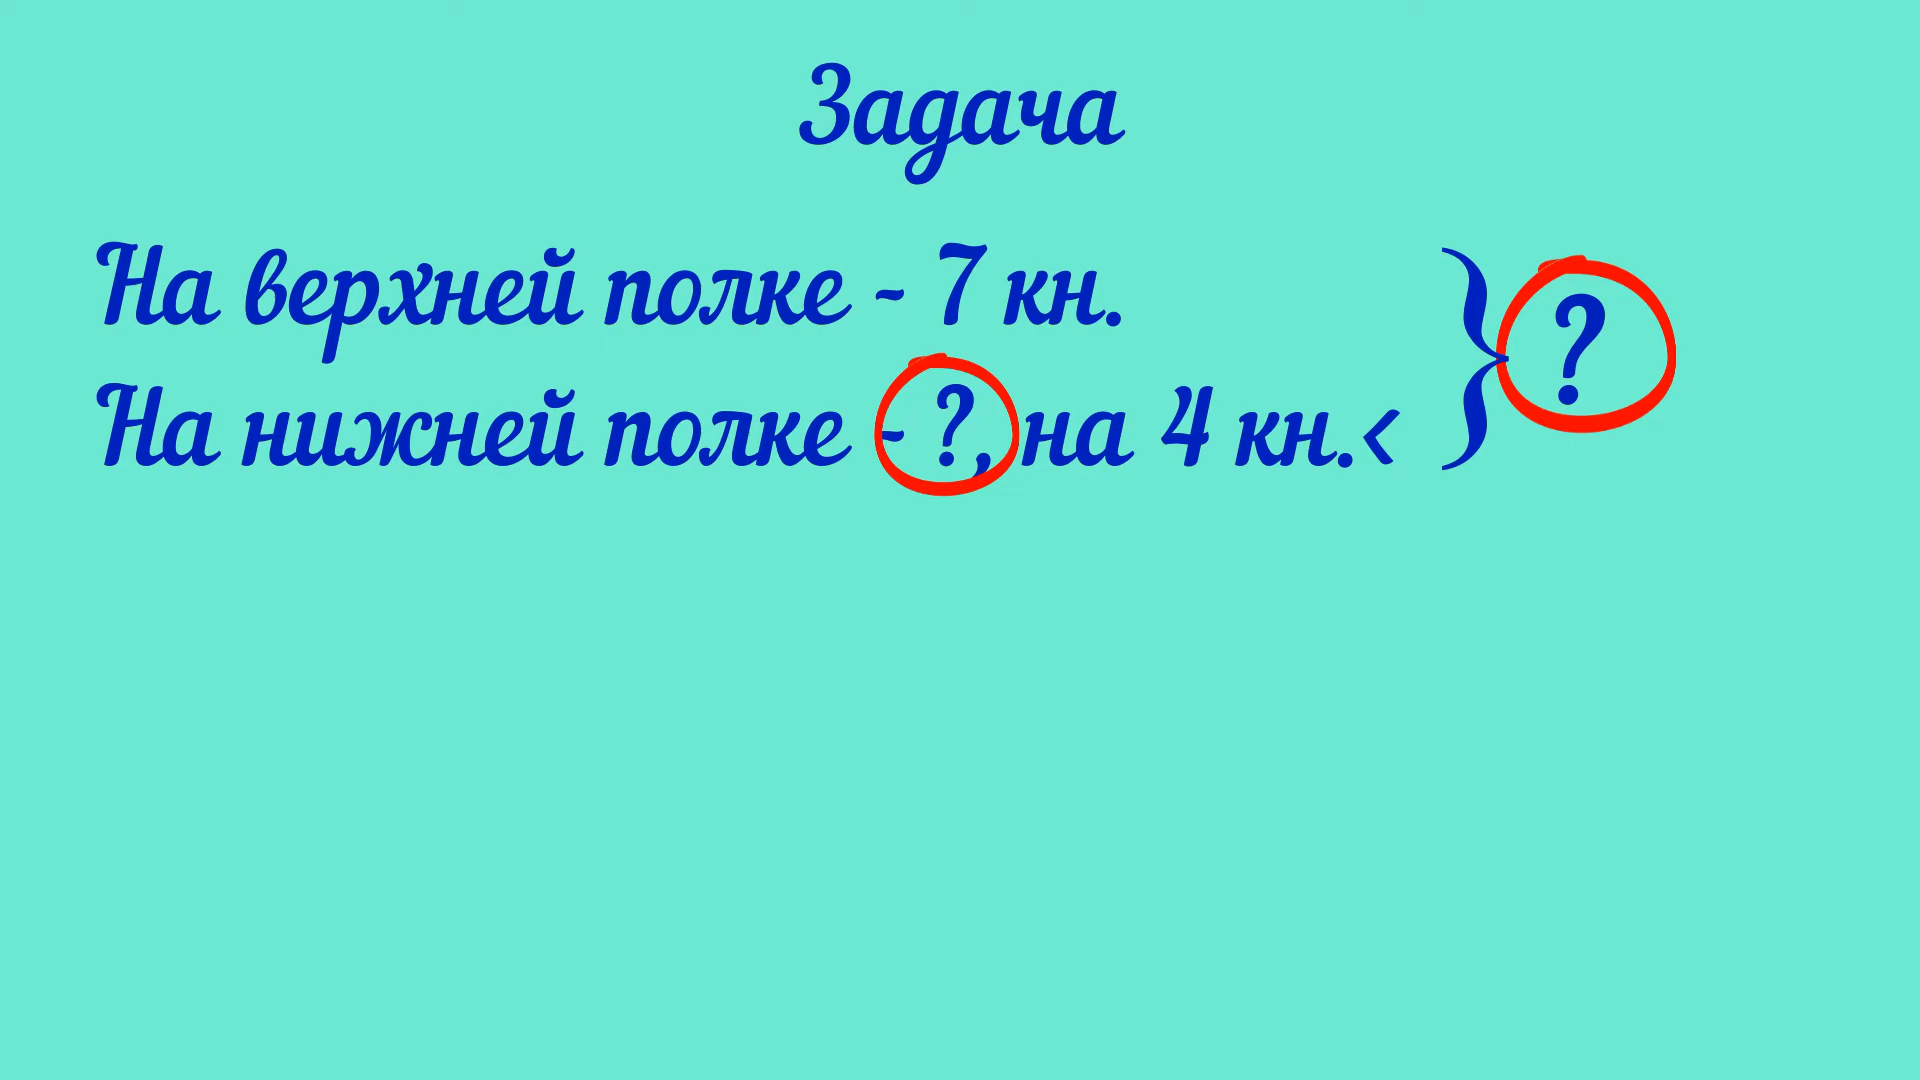 Задача
На верхней полке - 7 кн.
На нижней полке - ?, на 4 кн.<
} ?